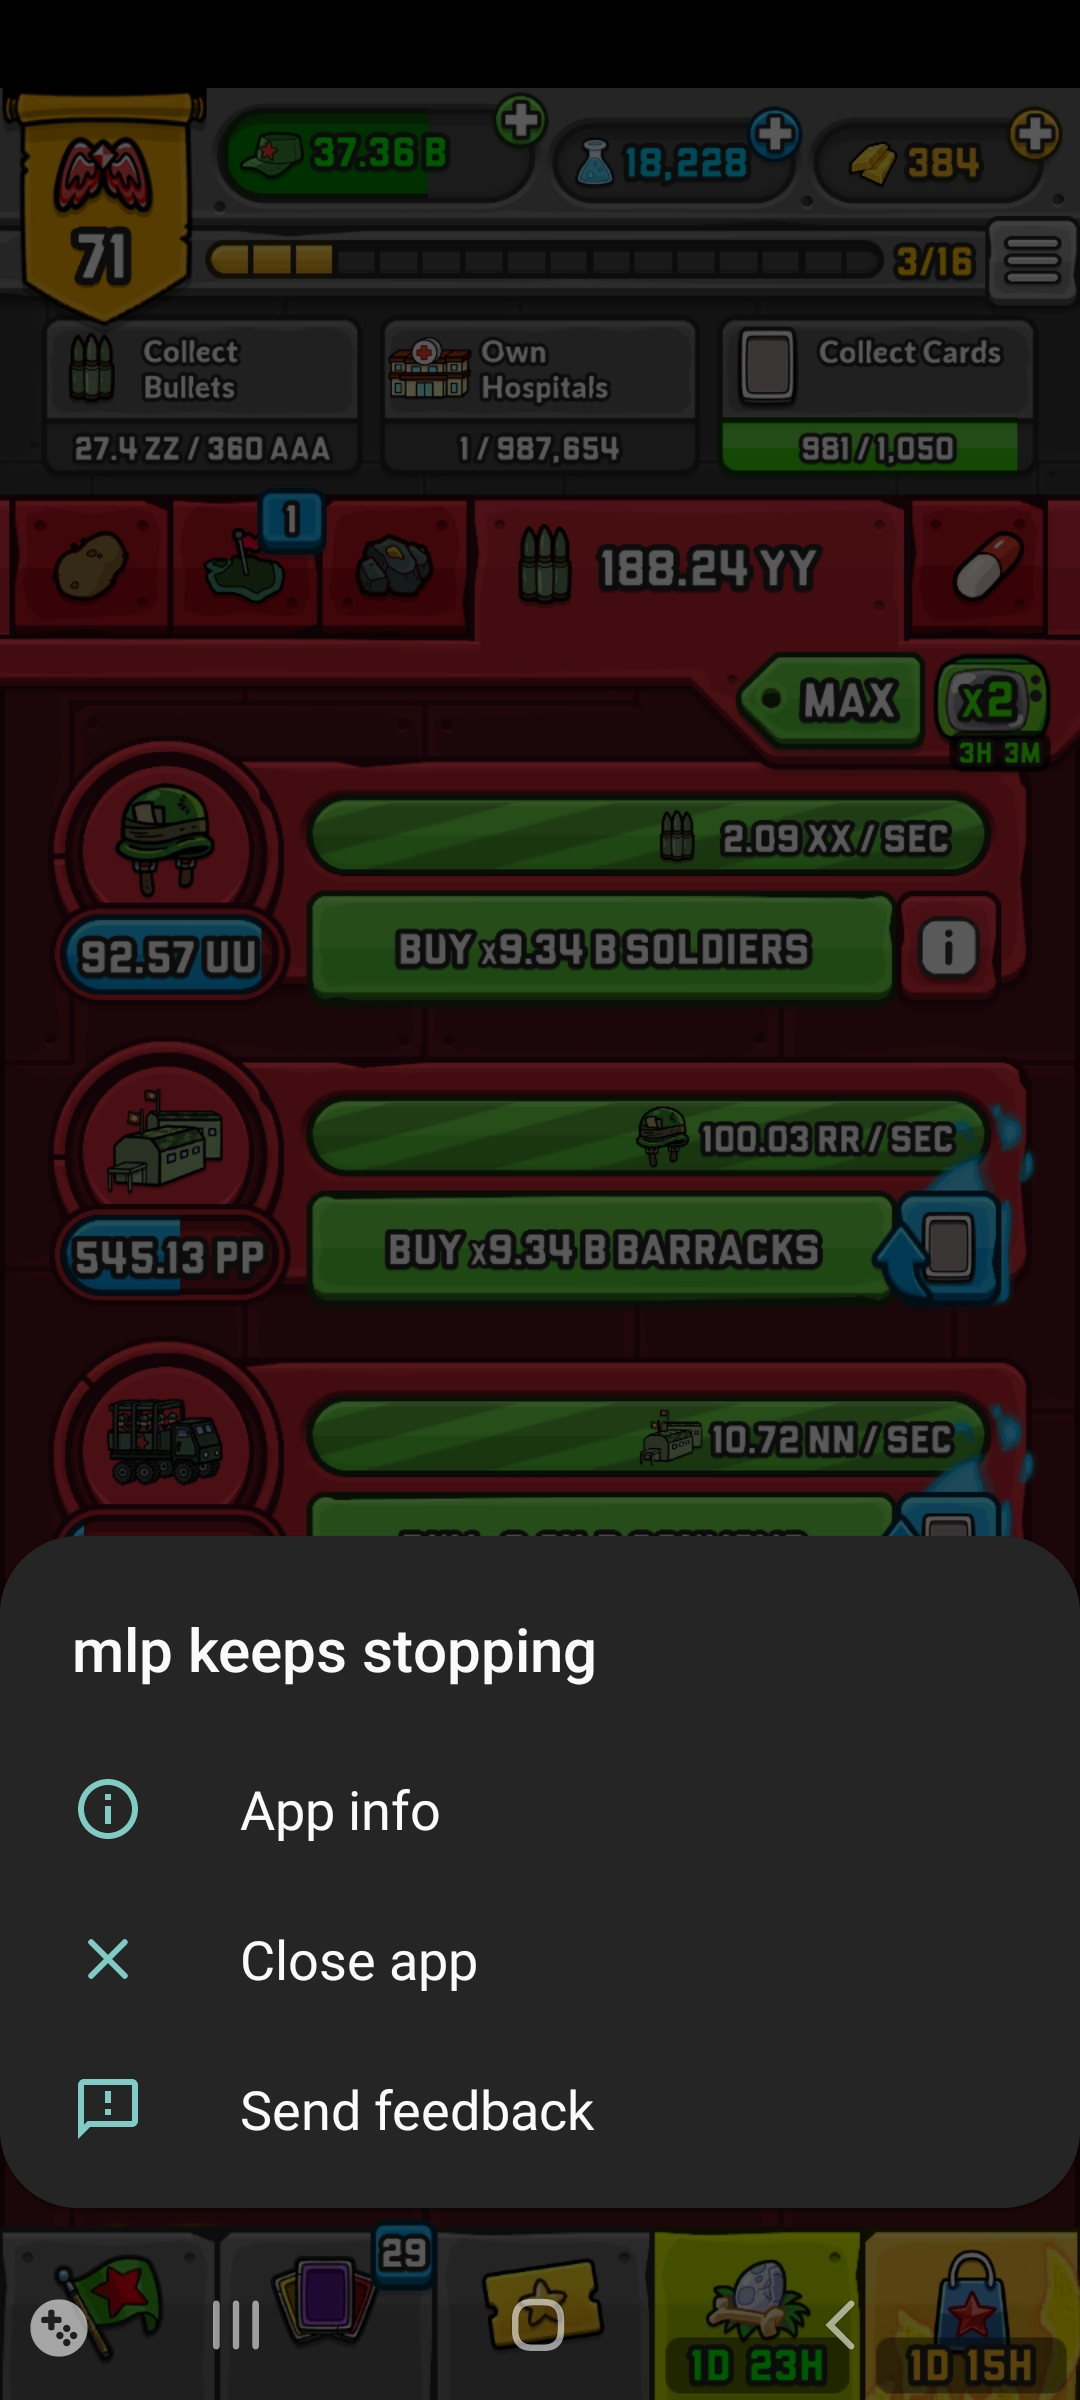 37.36 B
18,228
384
71
3/16
Collect
Bullets
Own
Hospitals
Collect Cards
27.4 ZZ / 360 AAA
1 / 987,654
981 / 1,050
1
188.24 YY
MAX
x2
3H 3M
2.09 XX / SEC
92.57 UU
BUY x9.34 B SOLDIERS
i
100.03 RR / SEC
545.13 PP
BUY x9.34 B BARRACKS
10.72 NN / SEC
mlp keeps stopping
App info
Close app
Send feedback
29
1D 23H
1D 15H